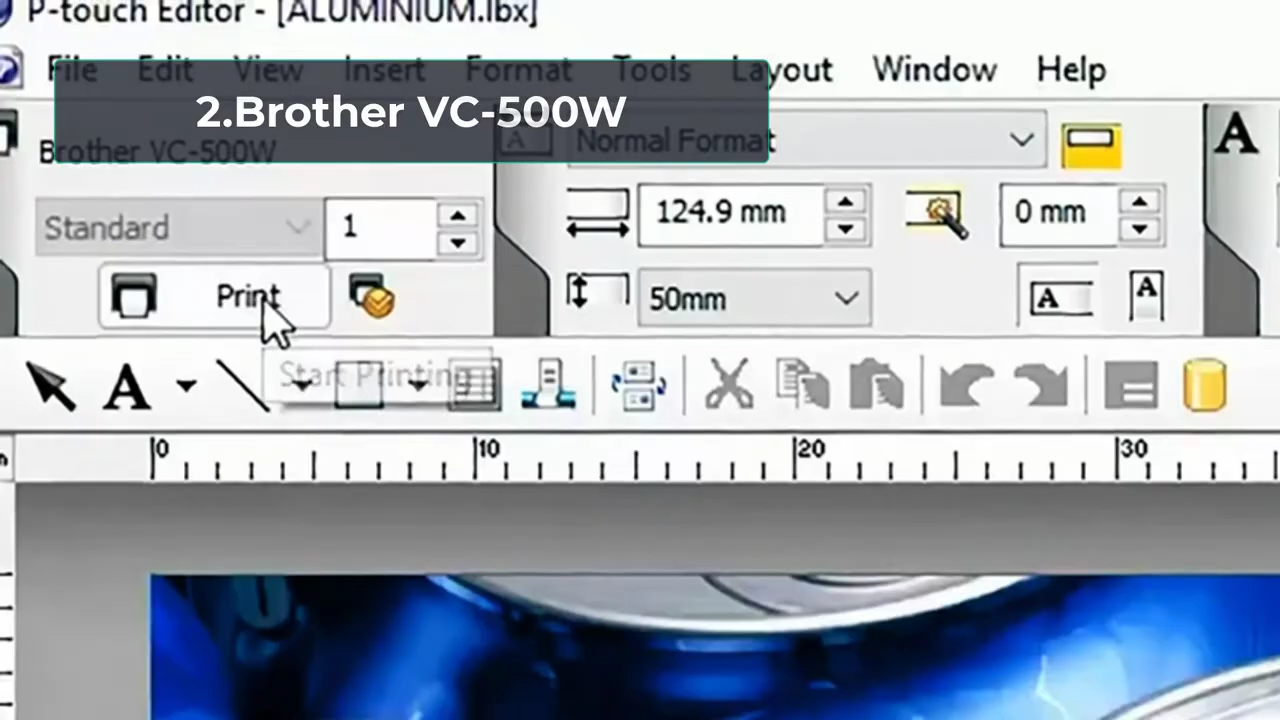 P-touch Editor - [ALUMINIUM.lbx]
File Edit View Insert Format Tools Layout Window Help
2.Brother VC-500W
Brother VC-500W
Normal Format
A
Standard
1
124.9 mm
0 mm
Print
50mm
A
A
A
Start Printing
0 10 20 30